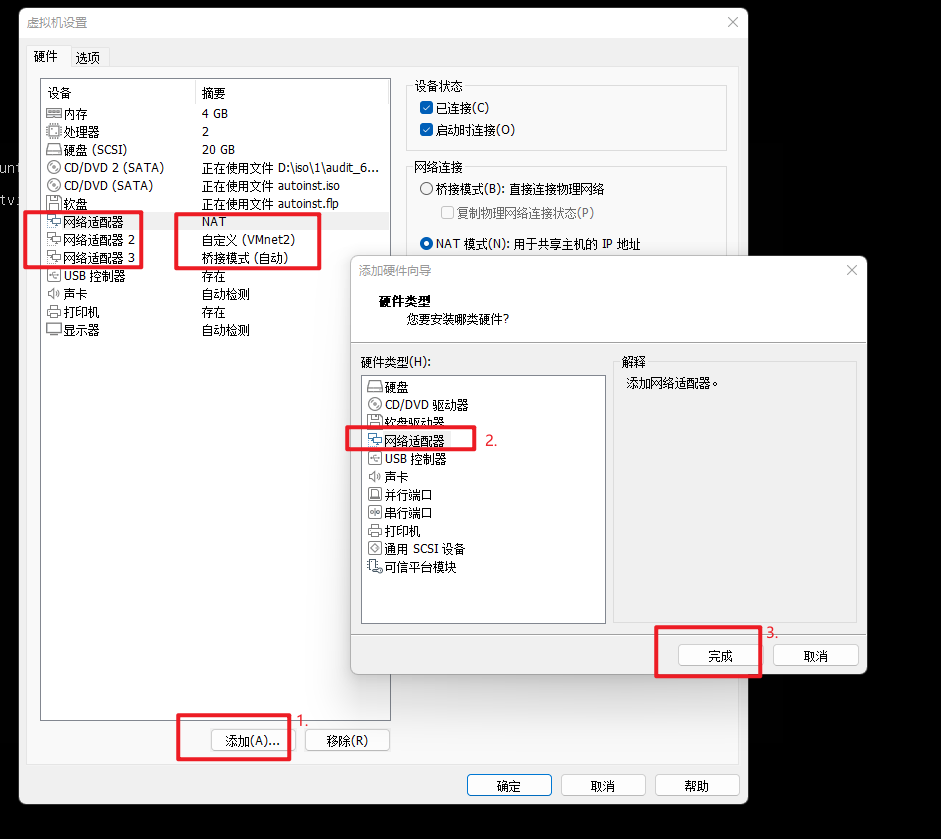 虚拟机设置
硬件 选项
设备 摘要
内存 4 GB
处理器 2
硬盘 (SCSI) 20 GB
CD/DVD 2 (SATA) 正在使用文件 D:\iso\1\audit_6...
CD/DVD (SATA) 正在使用文件 autoinst.iso
软盘 正在使用文件 autoinst.flp
网络适配器 NAT
网络适配器 2 自定义 (VMnet2)
网络适配器 3 桥接模式 (自动)
USB 控制器 存在
声卡 自动检测
打印机 存在
显示器 自动检测
设备状态
已连接(C)
启动时连接(O)
网络连接
桥接模式(B): 直接连接物理网络
复制物理网络连接状态(P)
NAT 模式(N): 用于共享主机的 IP 地址
添加硬件向导
硬件类型
您要安装哪类硬件?
硬件类型(H):
硬盘
CD/DVD 驱动器
软盘驱动器
网络适配器 2.
USB 控制器
声卡
并行端口
串行端口
打印机
通用 SCSI 设备
可信平台模块
解释
添加网络适配器。
3.
完成 取消
1.
添加(A)... 移除(R)
确定 取消 帮助